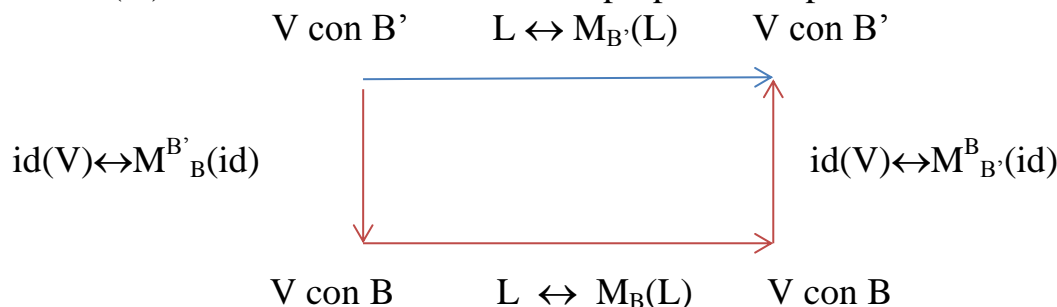 V con B’ L ↔ M_B’(L) V con B’
id(V)↔M^B’_B(id) id(V)↔M^B_B’(id)
V con B L ↔ M_B(L) V con B